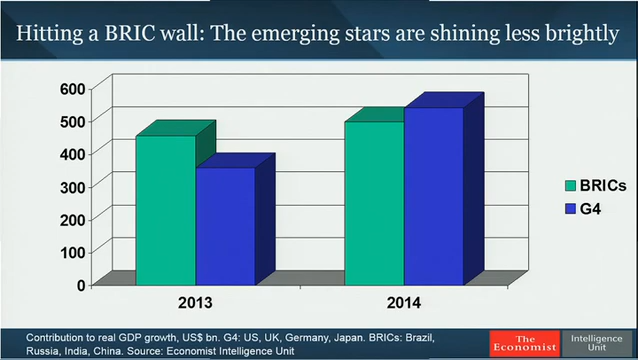 Hitting a BRIC wall: The emerging stars are shining less brightly
600
500
400
300
200
100
0
2013
2014
BRICs
G4
Contribution to real GDP growth, US$ bn. G4: US, UK, Germany, Japan. BRICs: Brazil,
Russia, India, China. Source: Economist Intelligence Unit
The
Economist
Intelligence
Unit